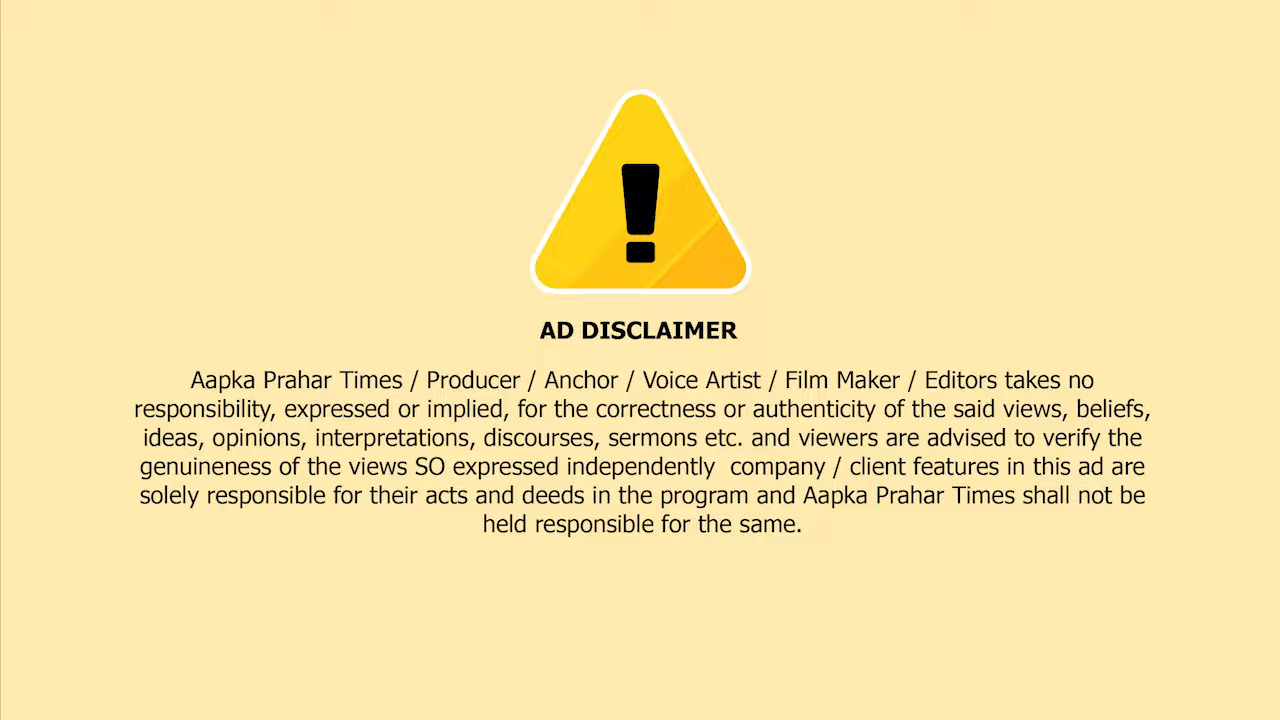 AD DISCLAIMER
Aapka Prahar Times / Producer / Anchor / Voice Artist / Film Maker / Editors takes no
responsibility, expressed or implied, for the correctness or authenticity of the said views, beliefs,
ideas, opinions, interpretations, discourses, sermons etc. and viewers are advised to verify the
genuineness of the views SO expressed independently  company / client features in this ad are
solely responsible for their acts and deeds in the program and Aapka Prahar Times shall not be
held responsible for the same.